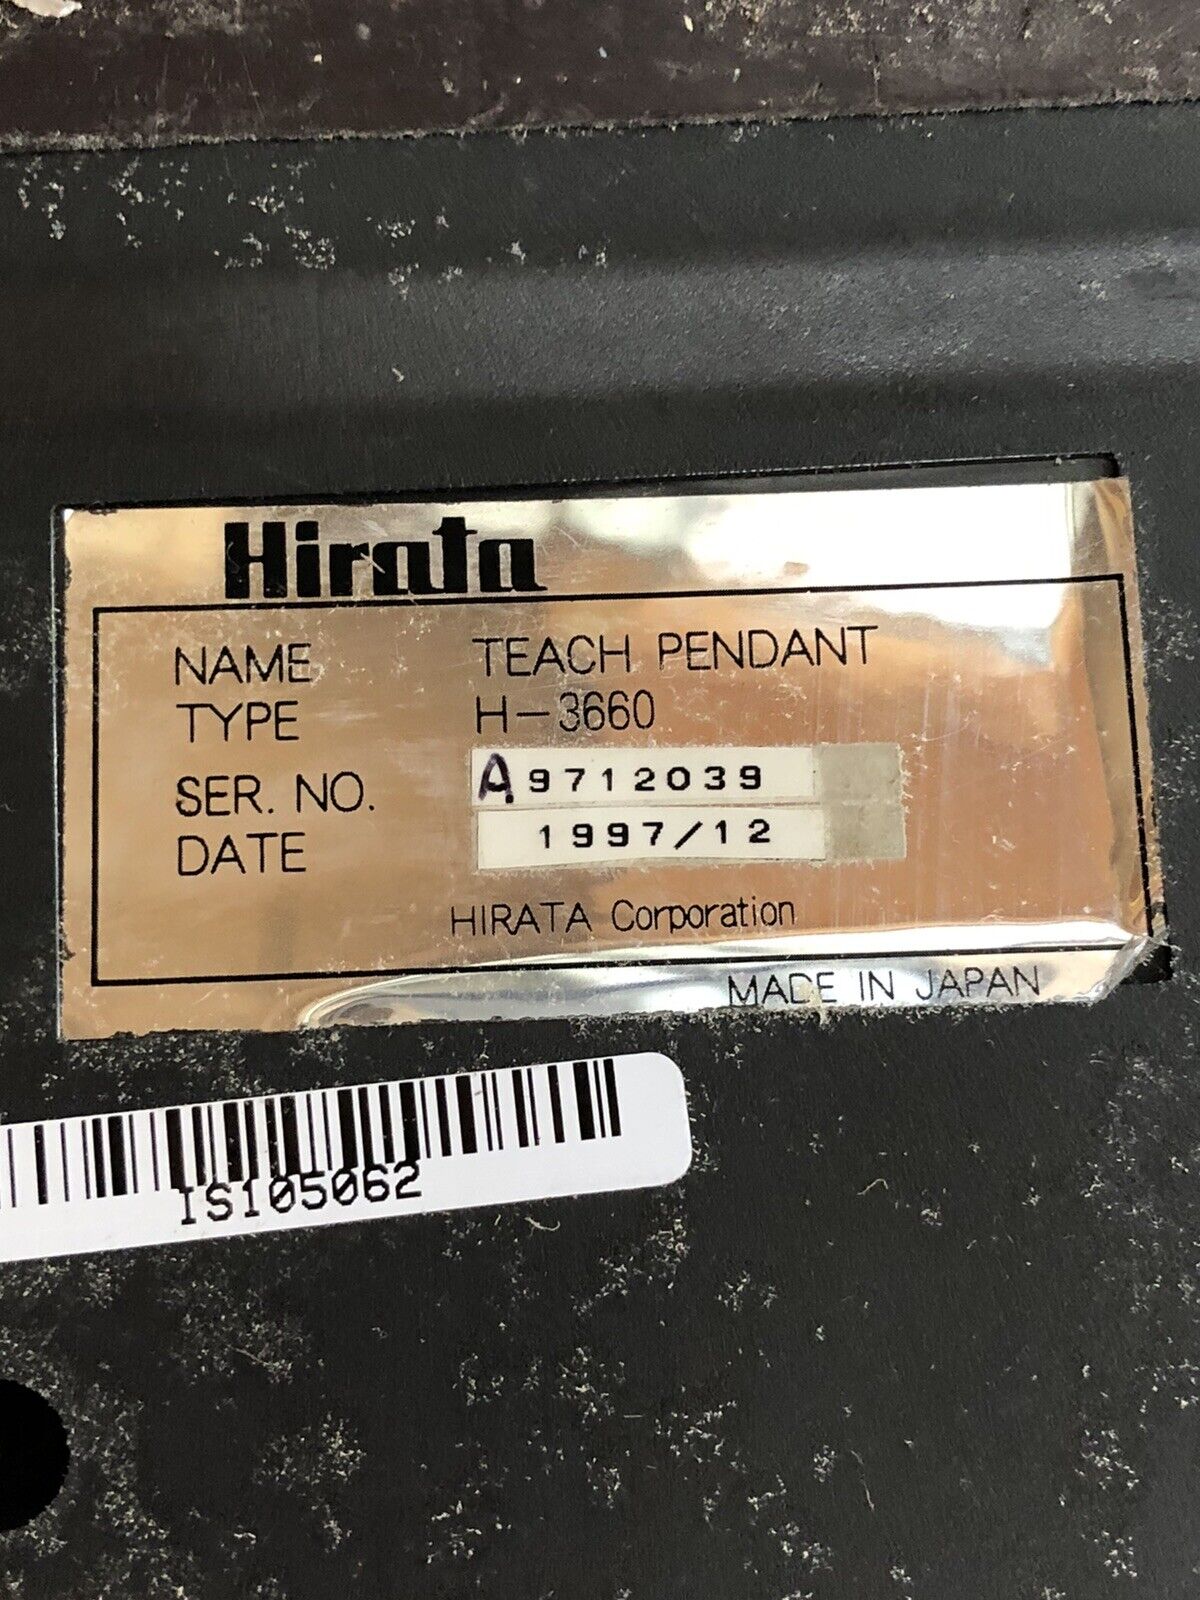 Hirata
NAME TEACH PENDANT
TYPE H-3660
SER. NO. A9712039
DATE 1997/12
HIRATA Corporation
MADE IN JAPAN
IS105062